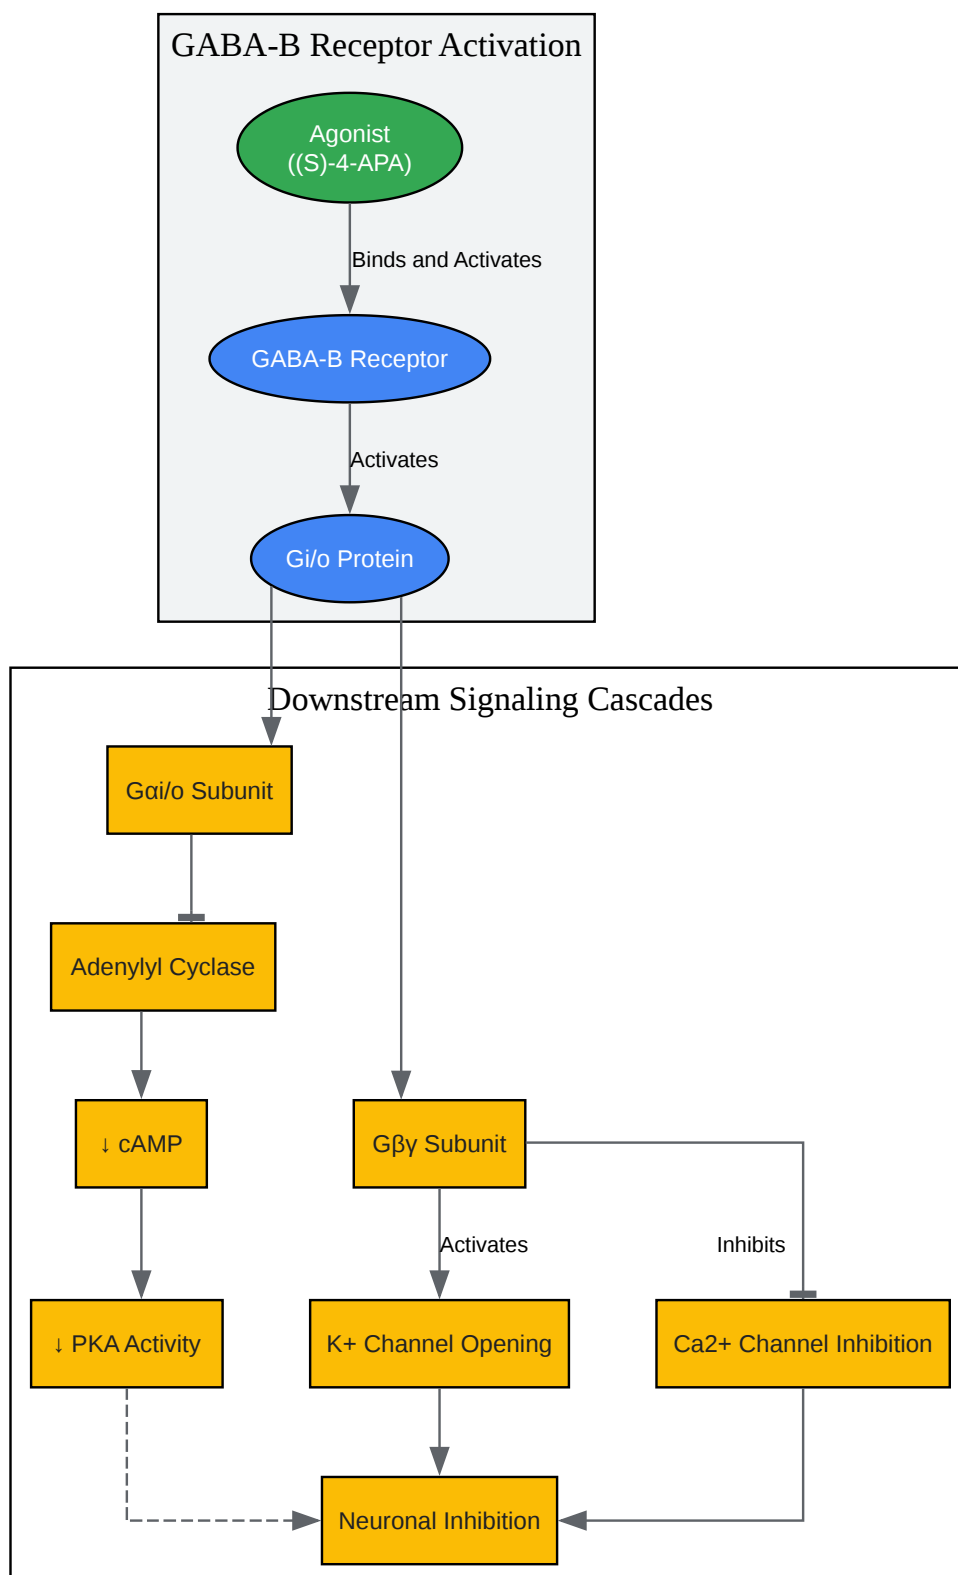 GABA-B Receptor Activation
Agonist
((S)-4-APA)
Binds and Activates
GABA-B Receptor
Activates
Gi/o Protein
Downstream Signaling Cascades
Gαi/o Subunit
Adenylyl Cyclase
↓ cAMP
Gβγ Subunit
Activates
Inhibits
↓ PKA Activity
K+ Channel Opening
Ca2+ Channel Inhibition
Neuronal Inhibition